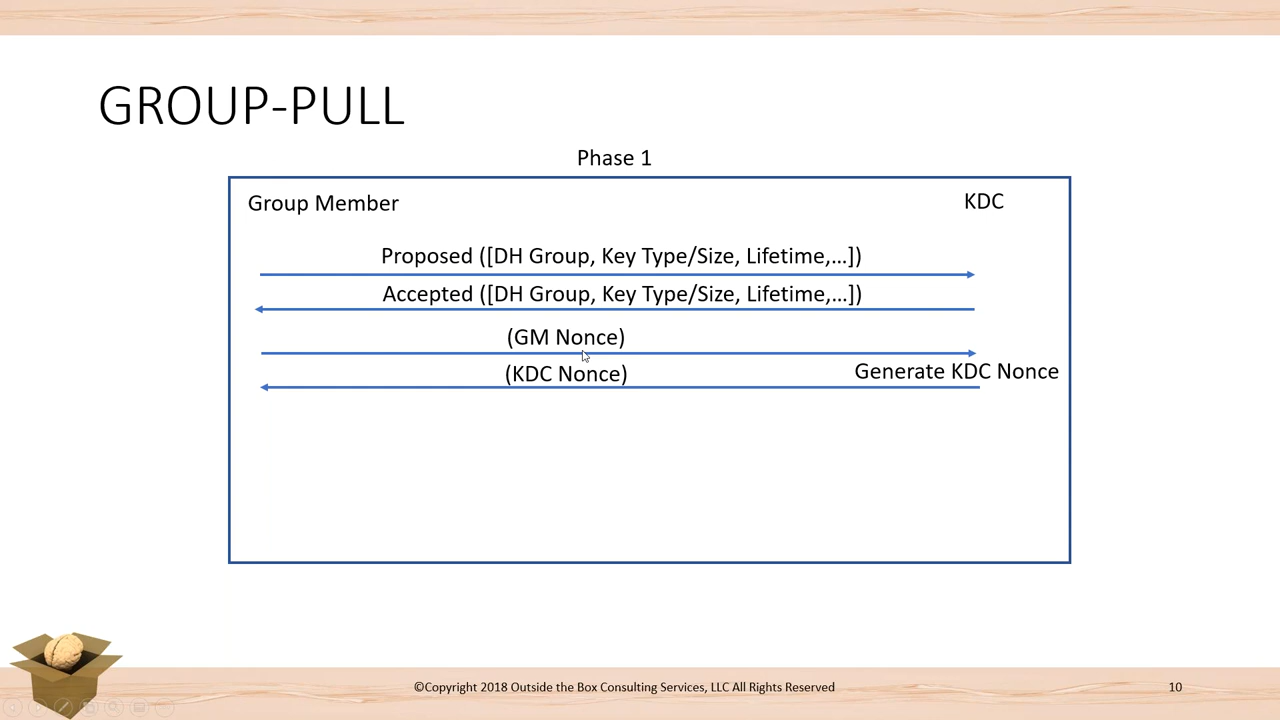 GROUP-PULL
Phase 1
Group Member
KDC
Proposed ([DH Group, Key Type/Size, Lifetime,...])
Accepted ([DH Group, Key Type/Size, Lifetime,...])
(GM Nonce)
(KDC Nonce)
Generate KDC Nonce
©Copyright 2018 Outside the Box Consulting Services, LLC All Rights Reserved
10